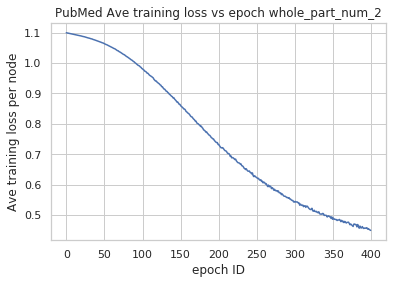 PubMed Ave training loss vs epoch whole_part_num_2
Ave training loss per node
1.1
1.0
0.9
0.8
0.7
0.6
0.5
0 50 100 150 200 250 300 350 400
epoch ID